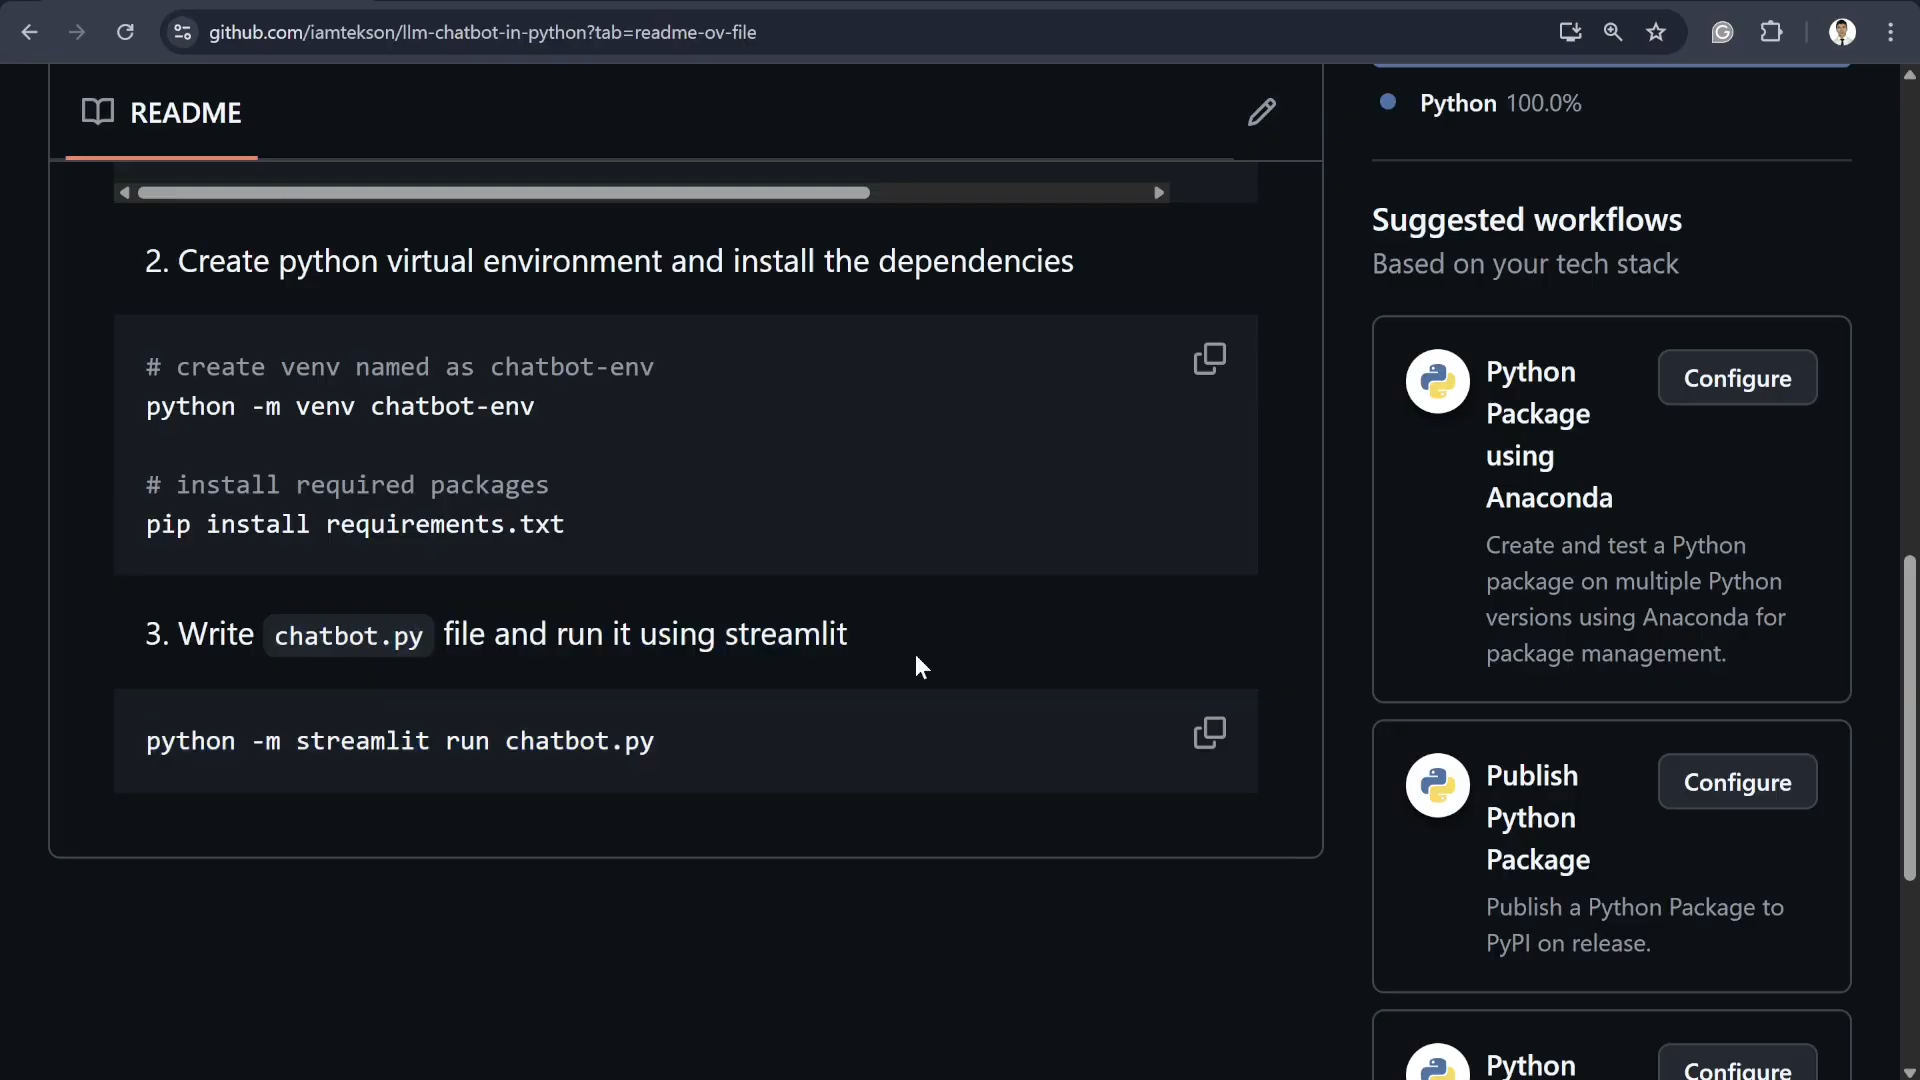 github.com/iamtekson/llm-chatbot-in-python?tab=readme-ov-file
README
2. Create python virtual environment and install the dependencies
# create venv named as chatbot-env
python -m venv chatbot-env
# install required packages
pip install requirements.txt
3. Write chatbot.py file and run it using streamlit
python -m streamlit run chatbot.py
Python 100.0%
Suggested workflows
Based on your tech stack
Python
Package
using
Anaconda
Configure
Create and test a Python
package on multiple Python
versions using Anaconda for
package management.
Publish
Python
Package
Configure
Publish a Python Package to
PyPI on release.
Python
Configure